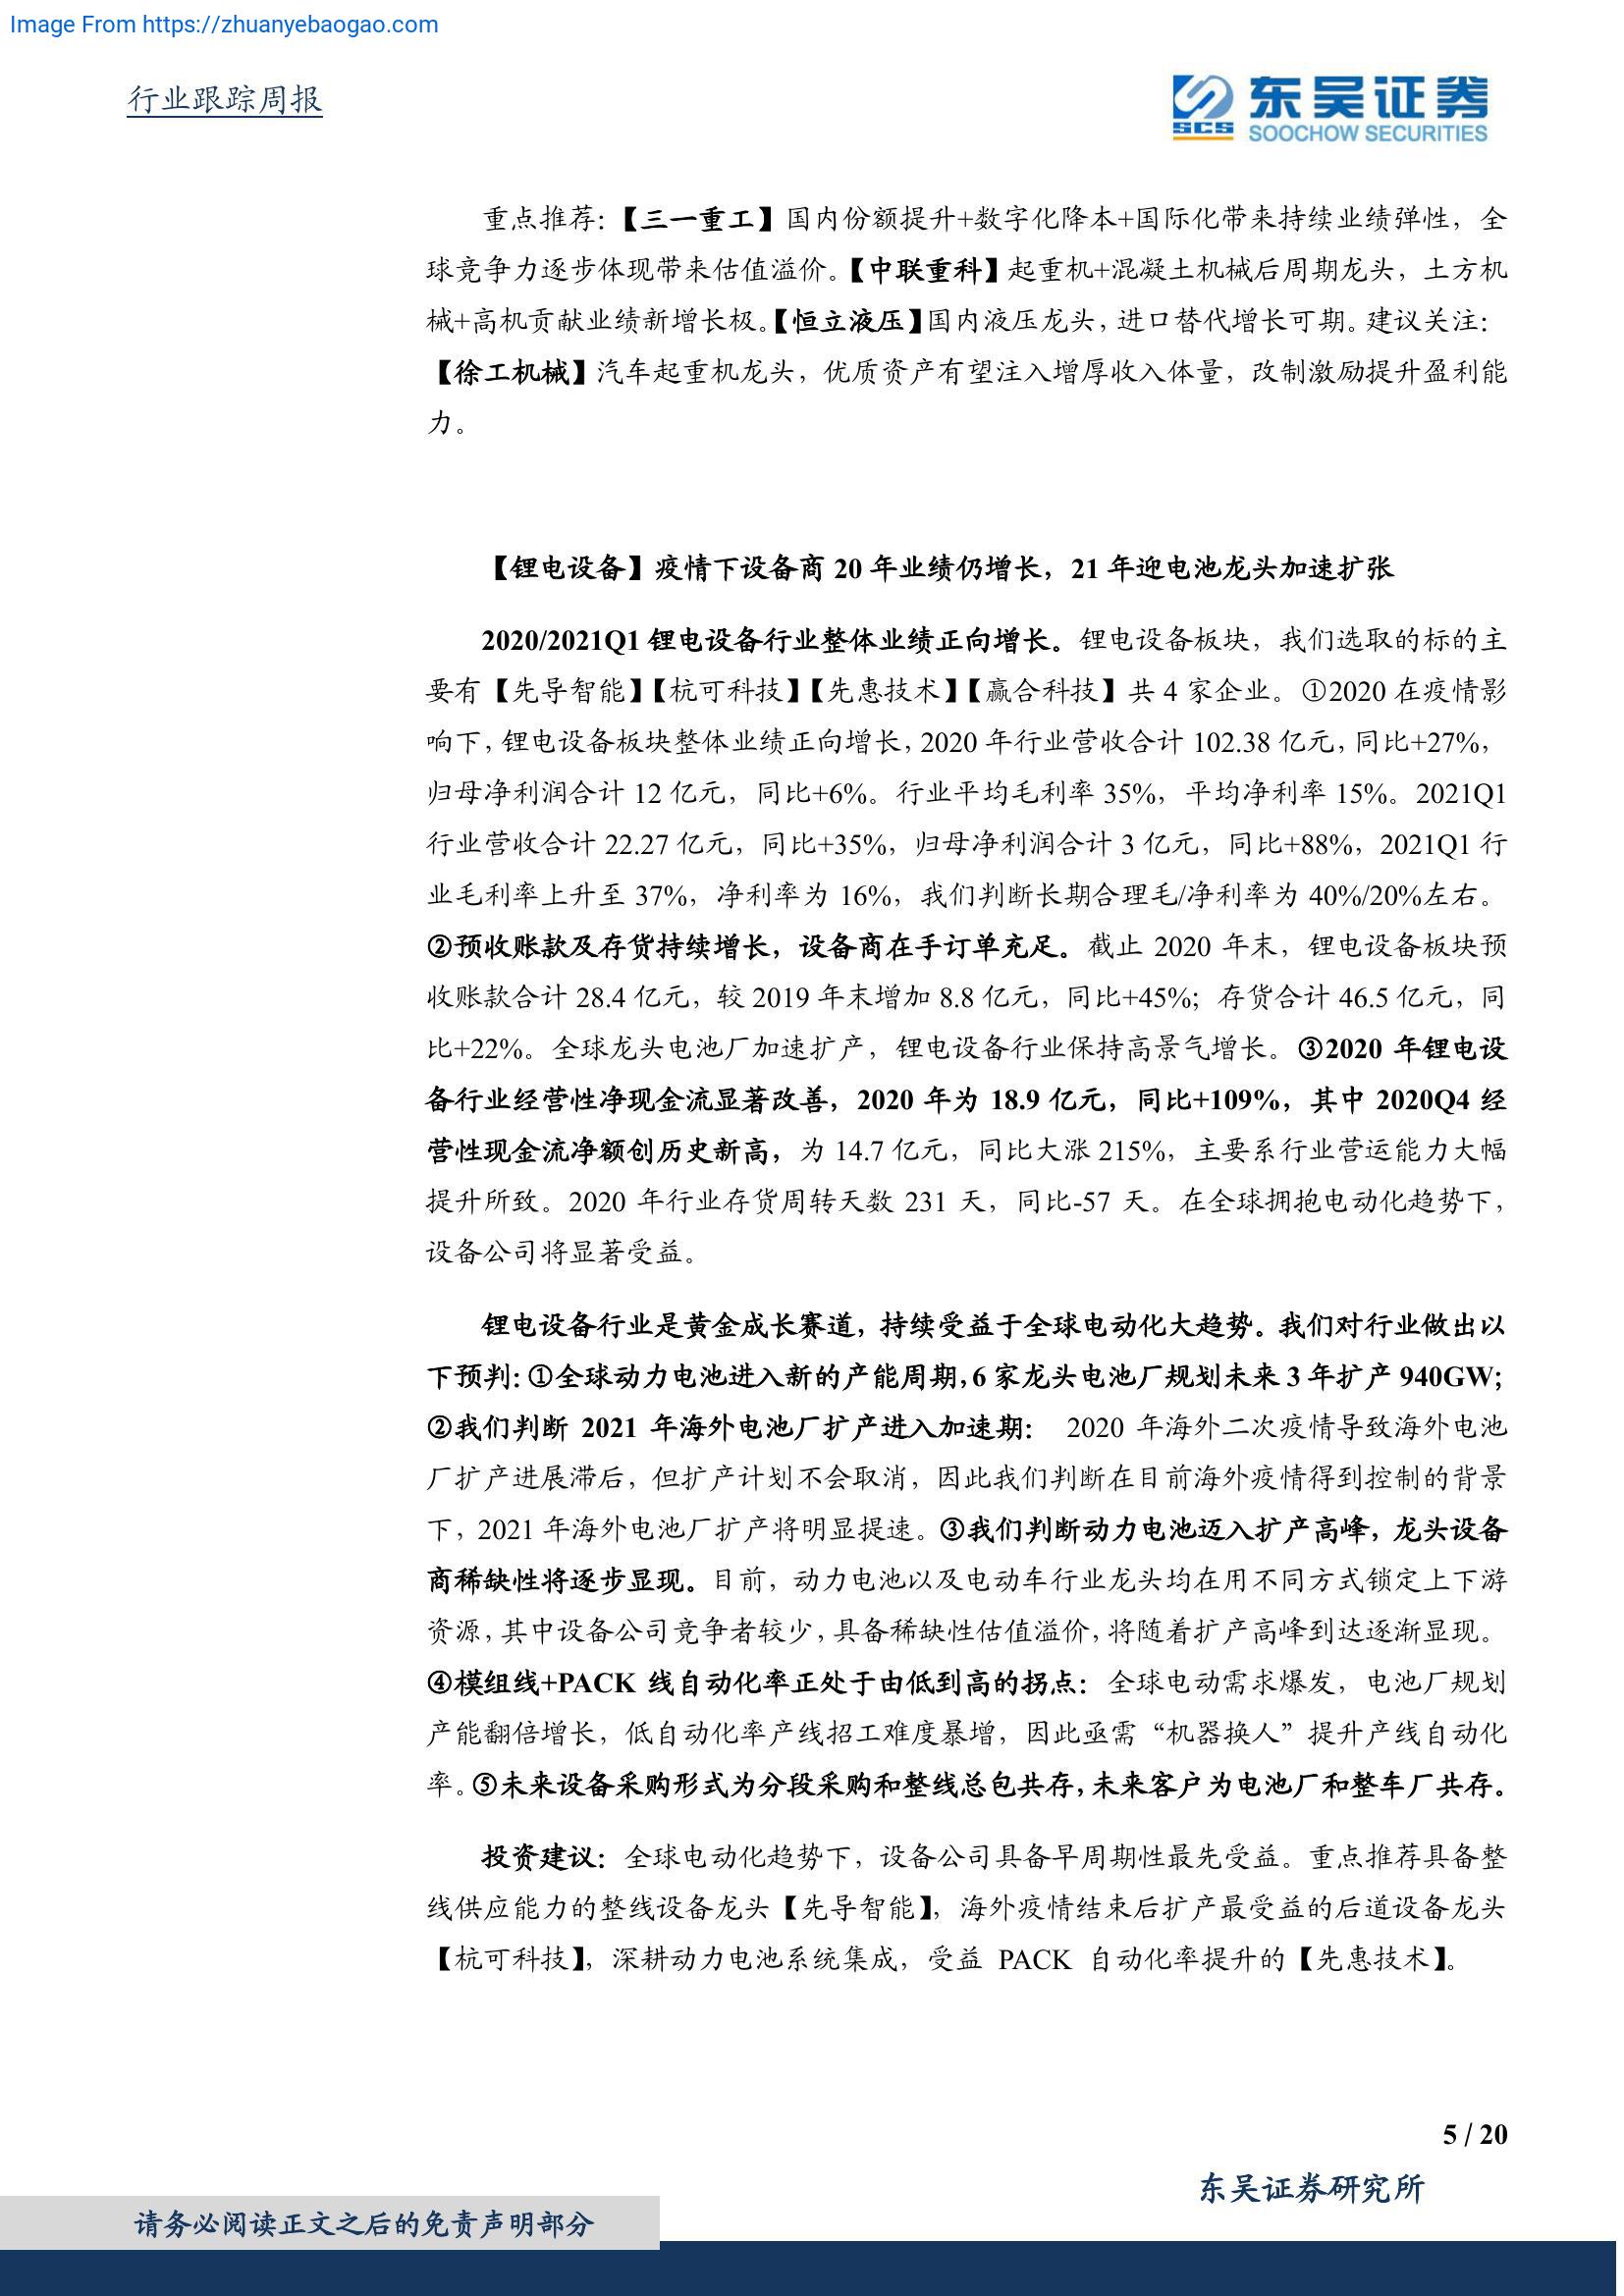 Image From https://zhuanyebaogao.com
行业跟踪周报
东吴证券
SCS
SOOCHOW SECURITIES
重点推荐：【三一重工】国内份额提升+数字化降本+国际化带来持续业绩弹性，全
球竞争力逐步体现带来估值溢价。【中联重科】起重机+混凝土机械后周期龙头，土方机
械+高机贡献业绩新增长极。【恒立液压】国内液压龙头，进口替代增长可期。建议关注：
【徐工机械】汽车起重机龙头，优质资产有望注入增厚收入体量，改制激励提升盈利能
力。
【锂电设备】疫情下设备商 20 年业绩仍增长，21 年迎电池龙头加速扩张
2020/2021Q1 锂电设备行业整体业绩正向增长。锂电设备板块，我们选取的标的主
要有【先导智能】【杭可科技】【先惠技术】【赢合科技】共 4 家企业。①2020 在疫情影
响下，锂电设备板块整体业绩正向增长，2020 年行业营收合计 102.38 亿元，同比+27%，
归母净利润合计 12 亿元，同比+6%。行业平均毛利率 35%，平均净利率 15%。2021Q1
行业营收合计 22.27 亿元，同比+35%，归母净利润合计 3 亿元，同比+88%，2021Q1 行
业毛利率上升至 37%，净利率为 16%，我们判断长期合理毛/净利率为 40%/20%左右。
②预收账款及存货持续增长，设备商在手订单充足。截止 2020 年末，锂电设备板块预
收账款合计 28.4 亿元，较 2019 年末增加 8.8 亿元，同比+45%；存货合计 46.5 亿元，同
比+22%。全球龙头电池厂加速扩产，锂电设备行业保持高景气增长。③2020 年锂电设
备行业经营性净现金流显著改善，2020 年为 18.9 亿元，同比+109%，其中 2020Q4 经
营性现金流净额创历史新高，为 14.7 亿元，同比大涨 215%，主要系行业营运能力大幅
提升所致。2020 年行业存货周转天数 231 天，同比-57 天。在全球拥抱电动化趋势下，
设备公司将显著受益。
锂电设备行业是黄金成长赛道，持续受益于全球电动化大趋势。我们对行业做出以
下预判：①全球动力电池进入新的产能周期，6 家龙头电池厂规划未来 3 年扩产 940GW；
②我们判断 2021 年海外电池厂扩产进入加速期： 2020 年海外二次疫情导致海外电池
厂扩产进展滞后，但扩产计划不会取消，因此我们判断在目前海外疫情得到控制的背景
下，2021 年海外电池厂扩产将明显提速。③我们判断动力电池迈入扩产高峰，龙头设备
商稀缺性将逐步显现。目前，动力电池以及电动车行业龙头均在用不同方式锁定上下游
资源，其中设备公司竞争者较少，具备稀缺性估值溢价，将随着扩产高峰到达逐渐显现。
④模组线+PACK 线自动化率正处于由低到高的拐点：全球电动需求爆发，电池厂规划
产能翻倍增长，低自动化率产线招工难度暴增，因此亟需“机器换人”提升产线自动化
率。⑤未来设备采购形式为分段采购和整线总包共存，未来客户为电池厂和整车厂共存。
投资建议：全球电动化趋势下，设备公司具备早周期性最先受益。重点推荐具备整
线供应能力的整线设备龙头【先导智能】，海外疫情结束后扩产最受益的后道设备龙头
【杭可科技】，深耕动力电池系统集成，受益 PACK 自动化率提升的【先惠技术】。
5 / 20
东吴证券研究所
请务必阅读正文之后的免责声明部分